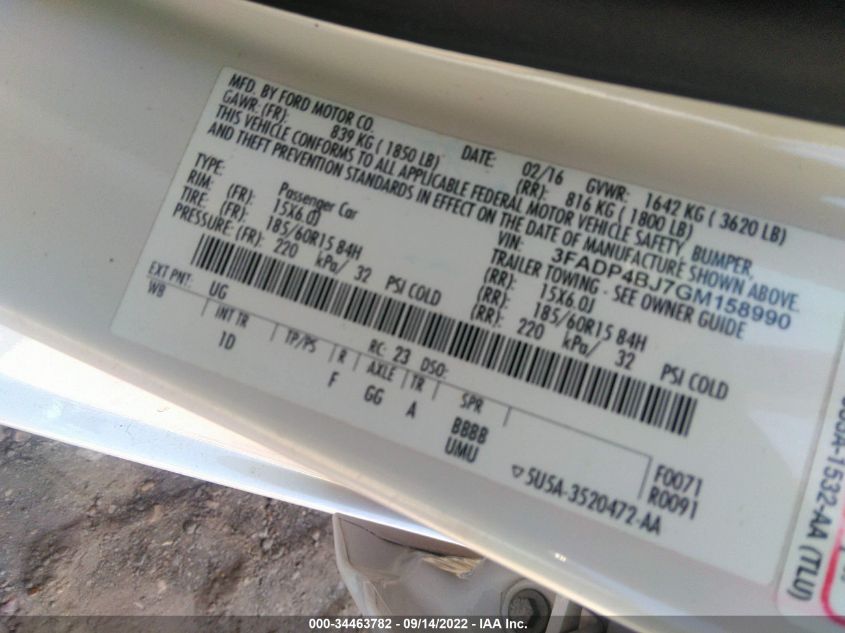 MFD. BY FORD MOTOR CO.
DATE: 02/16 GVWR: 1642 KG ( 3620 LB)
GAWR: (FR): 839 KG ( 1850 LB) (RR): 816 KG ( 1800 LB)
THIS VEHICLE CONFORMS TO ALL APPLICABLE FEDERAL MOTOR VEHICLE SAFETY, BUMPER,
AND THEFT PREVENTION STANDARDS IN EFFECT ON THE DATE OF MANUFACTURE SHOWN ABOVE.
VIN: 3FADP4BJ7GM158990
TYPE: Passenger Car TRAILER TOWING - SEE OWNER GUIDE
RIM: (FR): 15X6.0J (RR): 15X6.0J
TIRE: (FR): 185/60R15 84H (RR): 185/60R15 84H
PRESSURE: (FR): 220 kPa/ 32 PSI COLD (RR): 220 kPa/ 32 PSI COLD
EXT PNT: UG RC: 23 DSO:
WB INT TR TP/PS R AXLE TR SPR
1D F GG A BBBB
UMU
F0071
R0091
▽ 5U5A-3520472-AA
A-1532-AA (TLU)
000-34463782 - 09/14/2022 - IAA Inc.